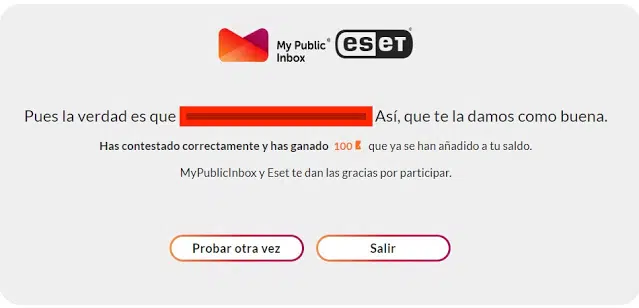 My Public
Inbox
eseT
Pues la verdad es que Así, que te la damos como buena.
Has contestado correctamente y has ganado 100 que ya se han añadido a tu saldo.
MyPublicInbox y Eset te dan las gracias por participar.
Probar otra vez
Salir